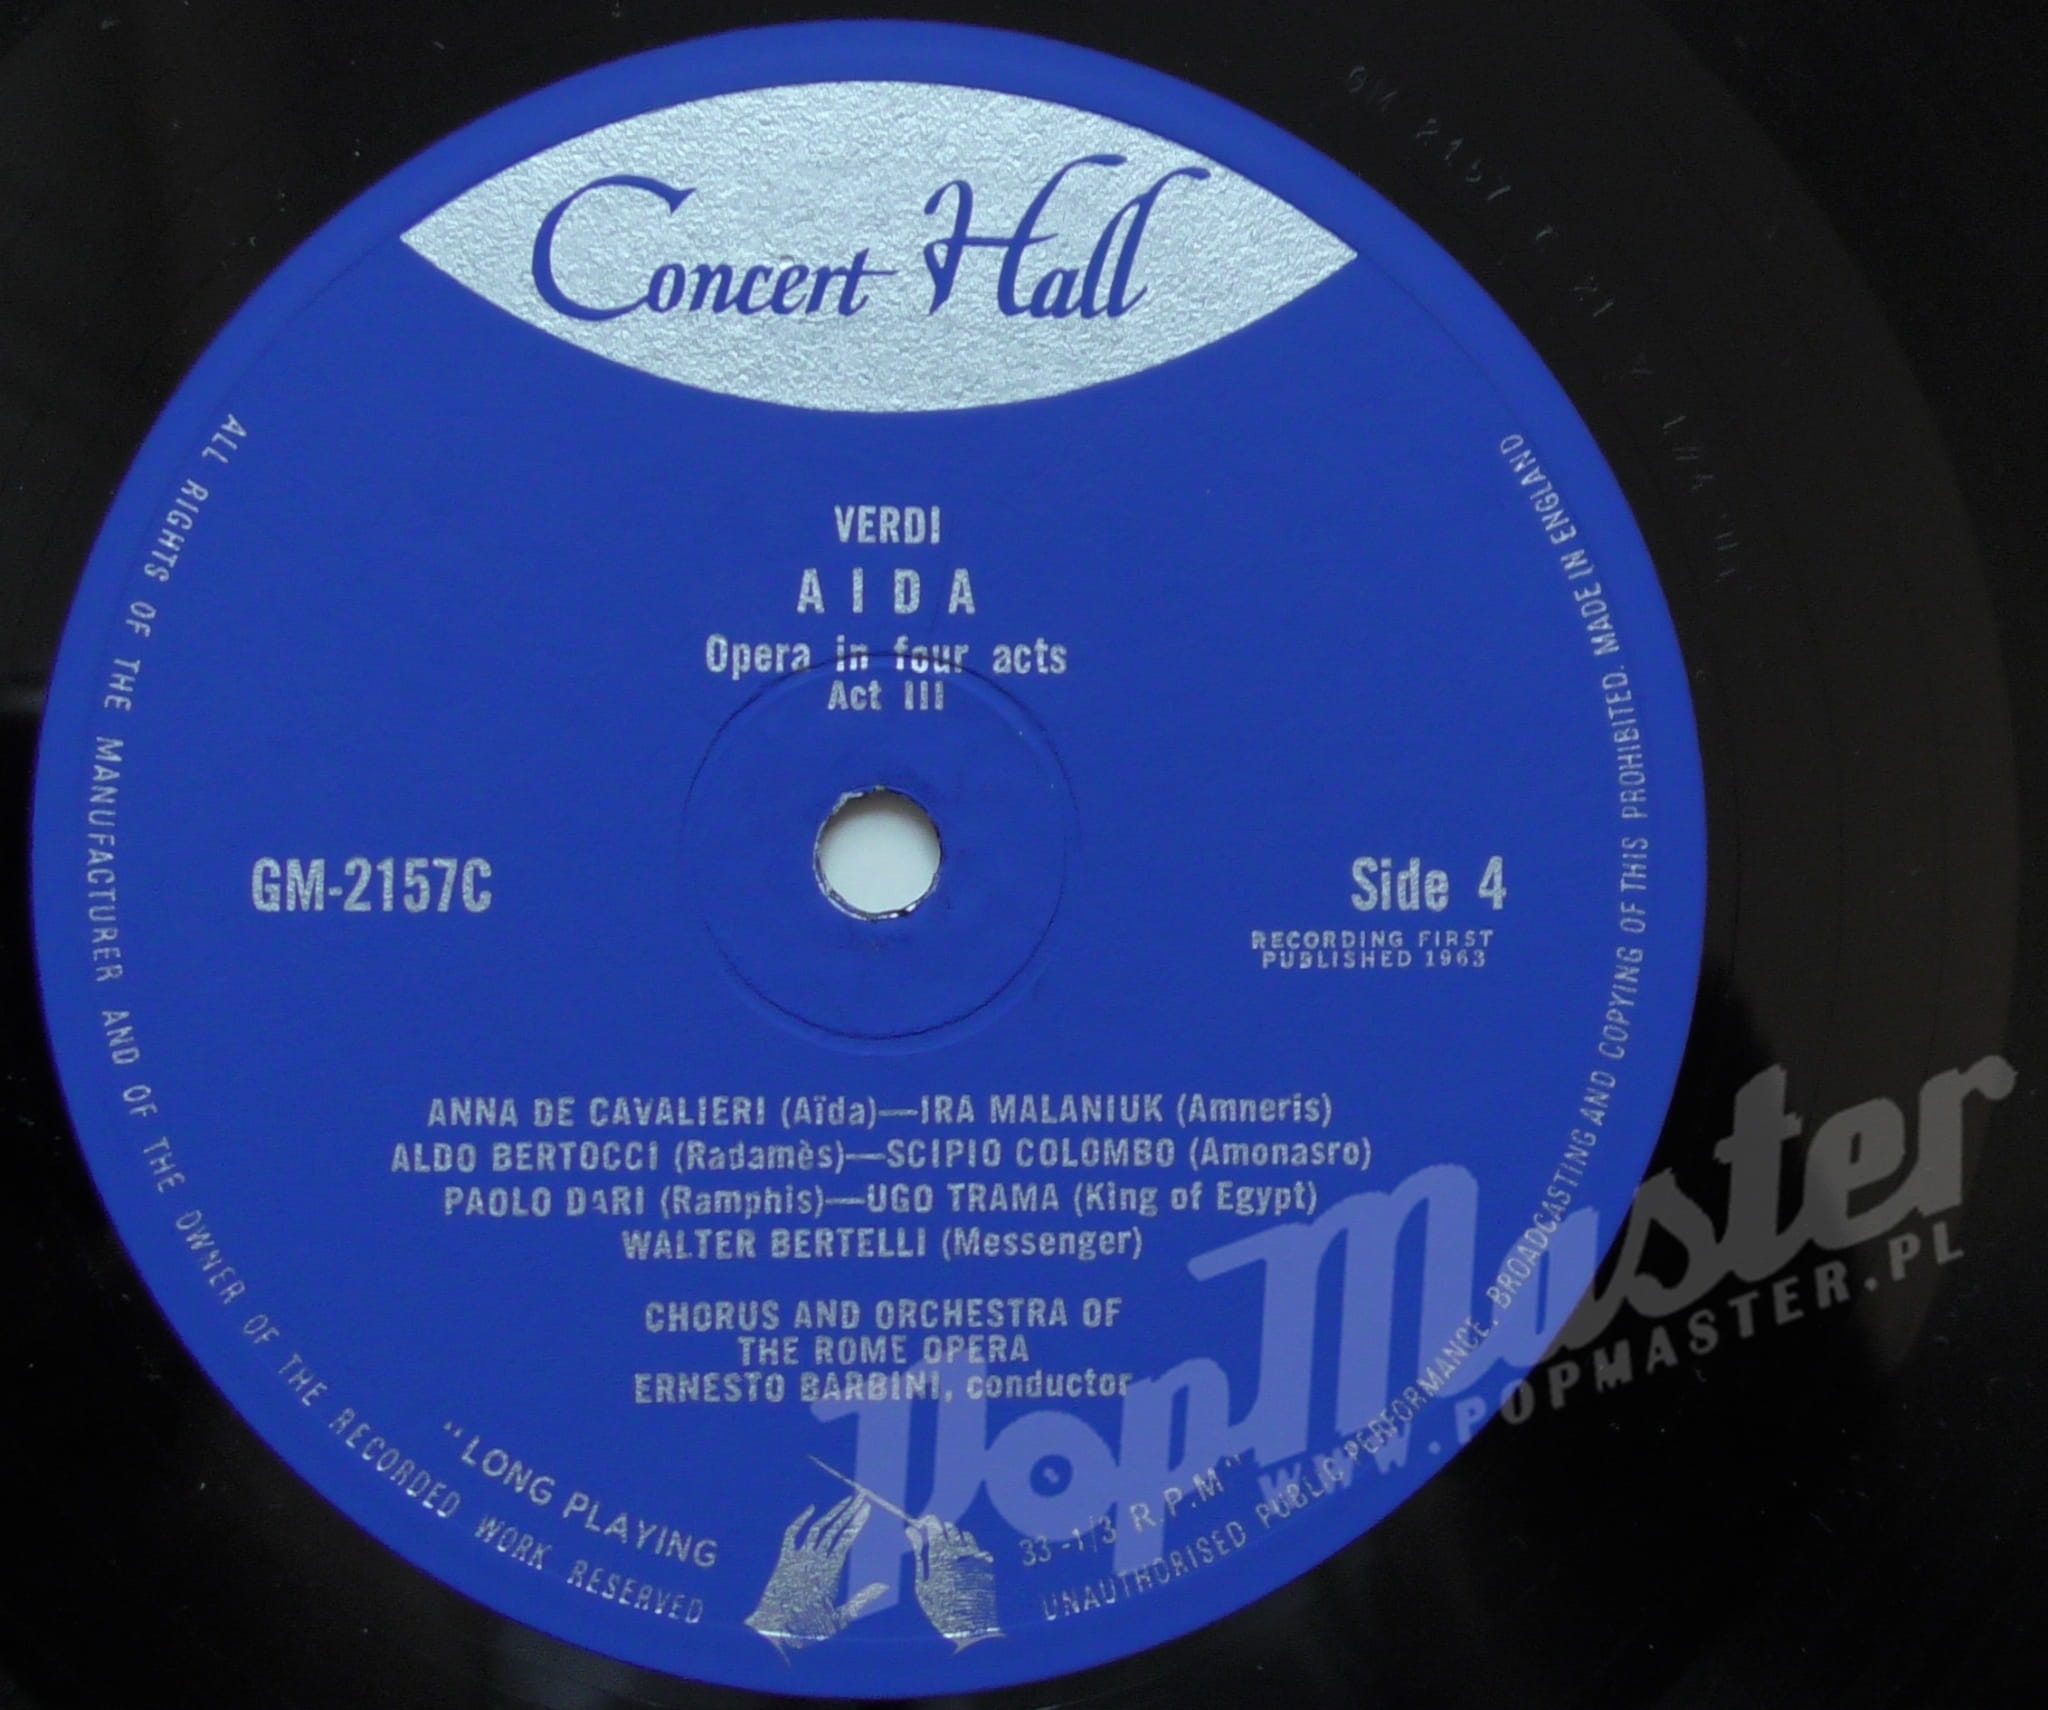 Concert Hall
VERDI
AIDA
Opera in four acts
Act III
GM-2157C
Side 4
RECORDING FIRST
PUBLISHED 1963
ANNA DE CAVALIERI (Aïda)—IRA MALANIUK (Amneris)
ALDO BERTOCCI (Radamès)—SCIPIO COLOMBO (Amonasro)
PAOLO DARI (Ramphis)—UGO TRAMA (King of Egypt)
WALTER BERTELLI (Messenger)
CHORUS AND ORCHESTRA OF
THE ROME OPERA
ERNESTO BARBINI, conductor
"LONG PLAYING 33-1/3 R.P.M"
ALL RIGHTS OF THE MANUFACTURER AND OF THE OWNER OF THE RECORDED WORK RESERVED
UNAUTHORISED PUBLIC PERFORMANCE, BROADCASTING AND COPYING OF THIS PROHIBITED. MADE IN ENGLAND
PopMaster
WWW.POPMASTER.PL
GM 2157